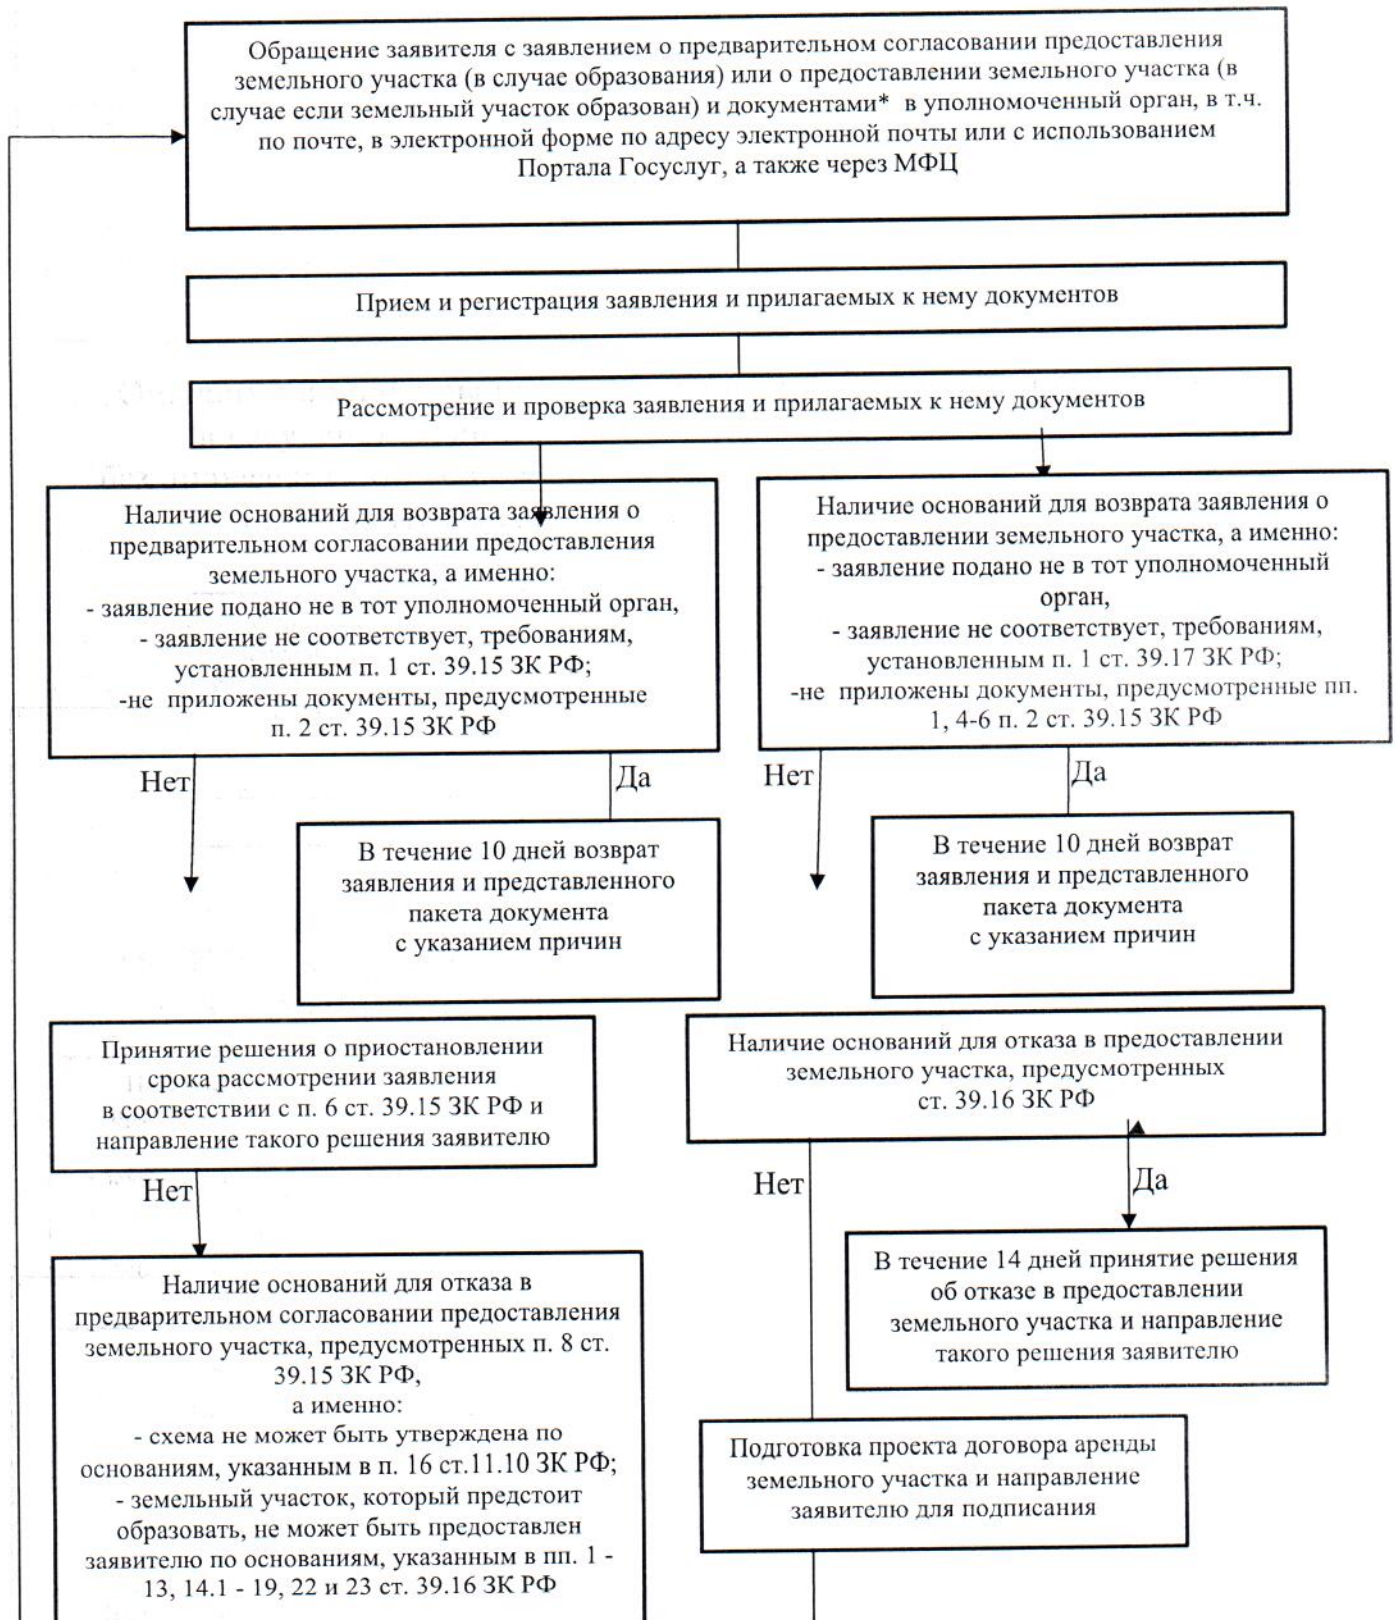 Обращение заявителя с заявлением о предварительном согласовании предоставления
земельного участка (в случае образования) или о предоставлении земельного участка (в
случае если земельный участок образован) и документами* в уполномоченный орган, в т.ч.
по почте, в электронной форме по адресу электронной почты или с использованием
Портала Госуслуг, а также через МФЦ
Прием и регистрация заявления и прилагаемых к нему документов
Рассмотрение и проверка заявления и прилагаемых к нему документов
Наличие оснований для возврата заявления о
предварительном согласовании предоставления
земельного участка, а именно:
- заявление подано не в тот уполномоченный орган,
- заявление не соответствует, требованиям,
установленным п. 1 ст. 39.15 ЗК РФ;
-не приложены документы, предусмотренные
п. 2 ст. 39.15 ЗК РФ
Наличие оснований для возврата заявления о
предоставлении земельного участка, а именно:
- заявление подано не в тот уполномоченный
орган,
- заявление не соответствует, требованиям,
установленным п. 1 ст. 39.17 ЗК РФ;
-не приложены документы, предусмотренные пп.
1, 4-6 п. 2 ст. 39.15 ЗК РФ
Нет
Да
Нет
Да
В течение 10 дней возврат
заявления и представленного
пакета документа
с указанием причин
В течение 10 дней возврат
заявления и представленного
пакета документа
с указанием причин
Принятие решения о приостановлении
срока рассмотрении заявления
в соответствии с п. 6 ст. 39.15 ЗК РФ и
направление такого решения заявителю
Наличие оснований для отказа в предоставлении
земельного участка, предусмотренных
ст. 39.16 ЗК РФ
Нет
Нет
Да
Наличие оснований для отказа в
предварительном согласовании предоставления
земельного участка, предусмотренных п. 8 ст.
39.15 ЗК РФ,
а именно:
- схема не может быть утверждена по
основаниям, указанным в п. 16 ст.11.10 ЗК РФ;
- земельный участок, который предстоит
образовать, не может быть предоставлен
заявителю по основаниям, указанным в пп. 1 -
13, 14.1 - 19, 22 и 23 ст. 39.16 ЗК РФ
В течение 14 дней принятие решения
об отказе в предоставлении
земельного участка и направление
такого решения заявителю
Подготовка проекта договора аренды
земельного участка и направление
заявителю для подписания